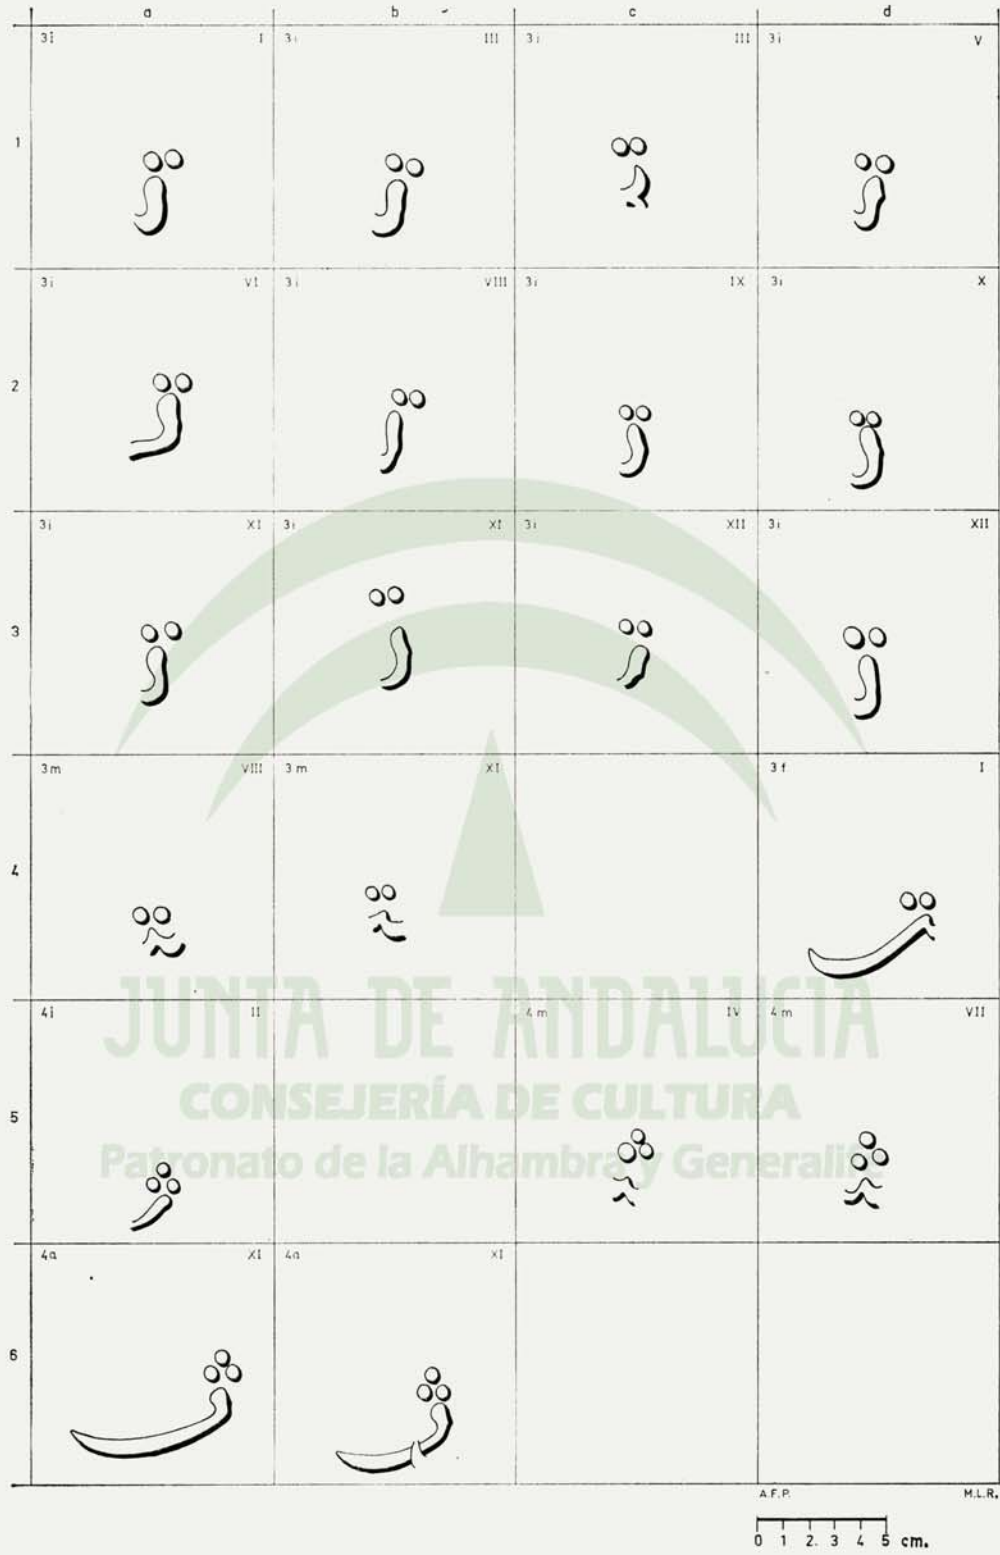 a b c d
3i I 3i III 3i III 3i V
1
3i VI 3i VIII 3i IX 3i X
2
3i XI 3i XI 3i XII 3i XII
3
3m VIII 3m XI 3f I
4
JUNTA DE ANDALUCIA
4i II 4m IV 4m VII
CONSEJERÍA DE CULTURA
5
Patronato de la Alhambra y Generalife
4a XI 4a XI
6
A.F.P. M.L.R.
0 1 2. 3 4 5 cm.